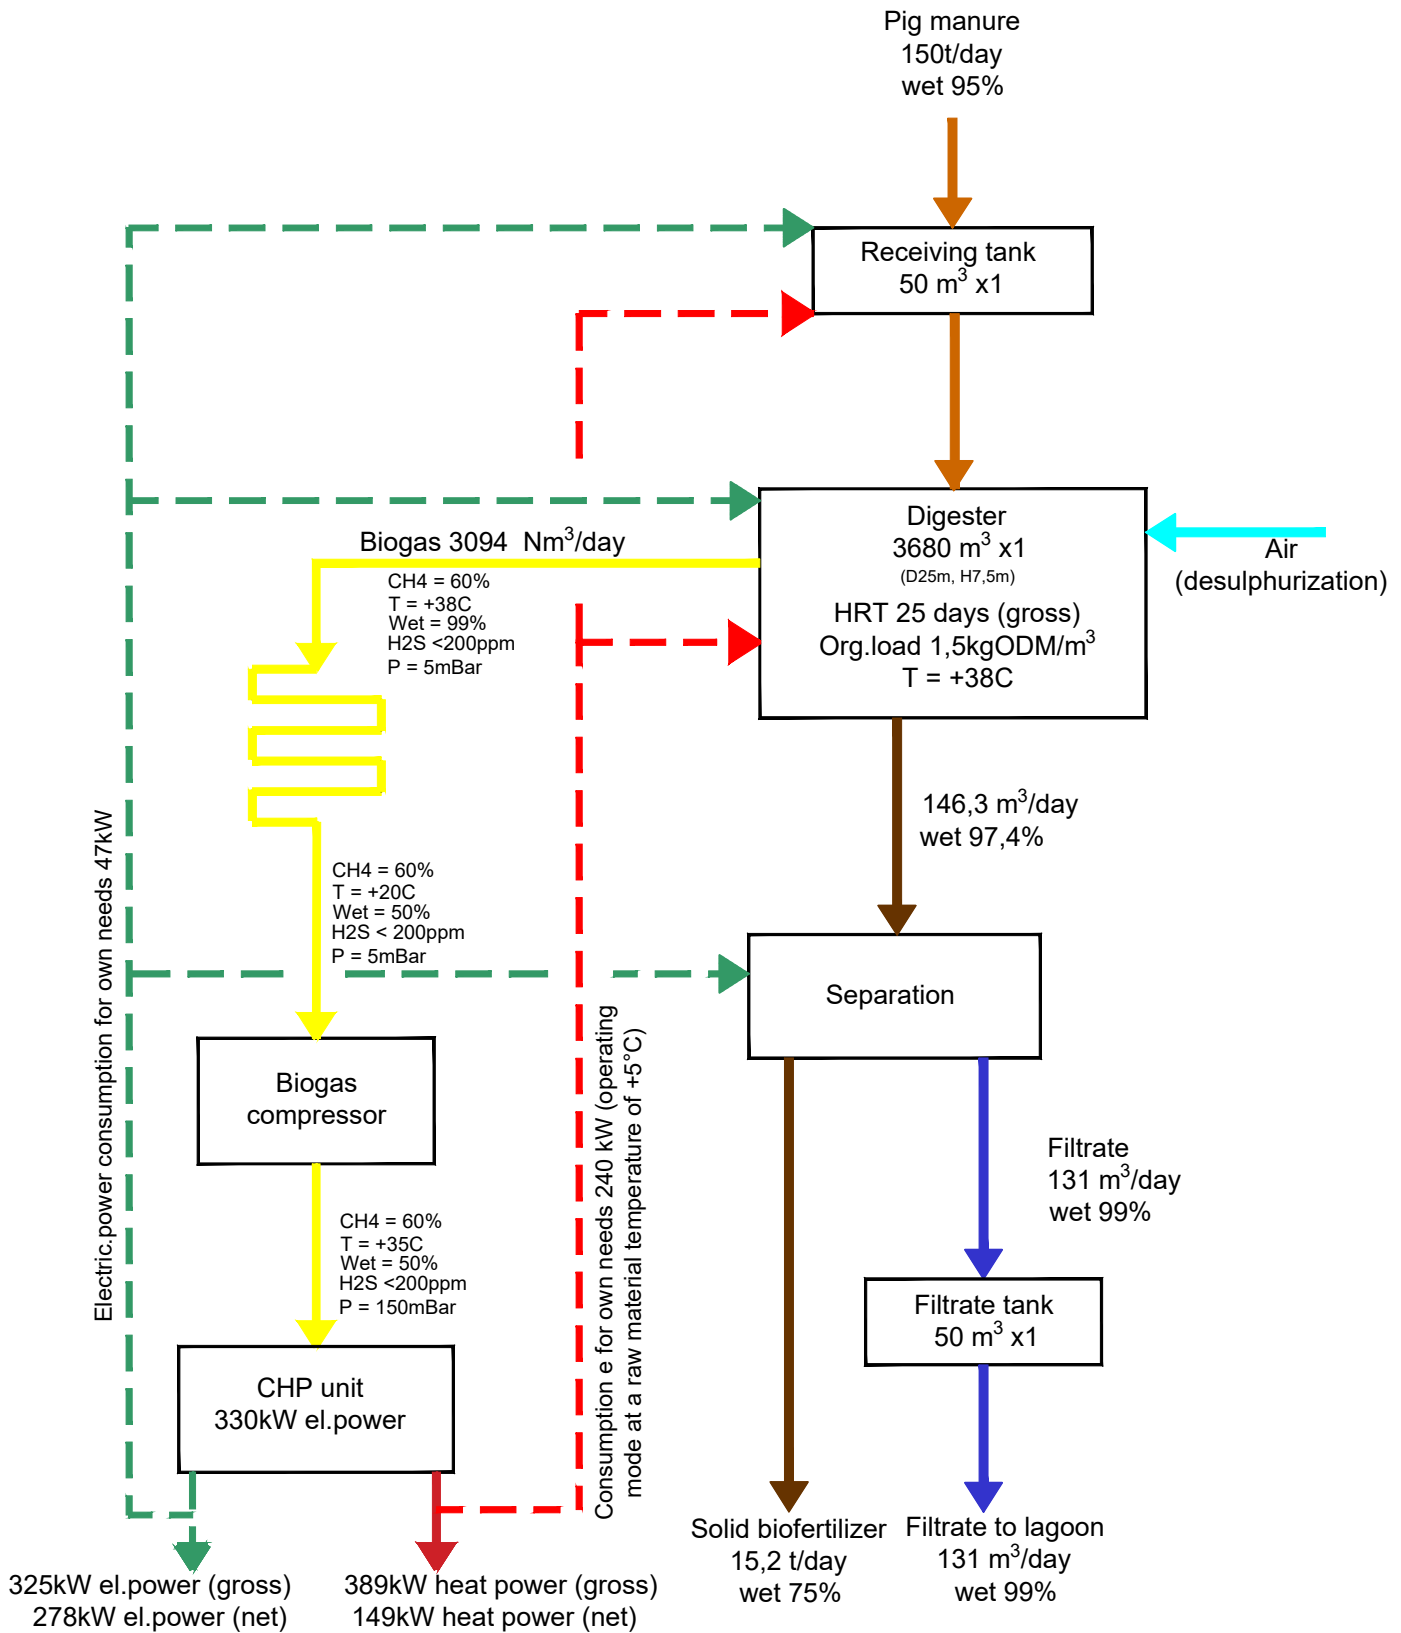 Pig manure
150t/day
wet 95%
Receiving tank
50 m³ x1
Digester
3680 m³ x1
(D25m, H7,5m)
HRT 25 days (gross)
Org.load 1,5kgODM/m³
T = +38C
Air
(desulphurization)
Biogas 3094 Nm³/day
CH4 = 60%
T = +38C
Wet = 99%
H2S <200ppm
P = 5mBar
146,3 m³/day
wet 97,4%
CH4 = 60%
T = +20C
Wet = 50%
H2S < 200ppm
P = 5mBar
Separation
Biogas
compressor
Electric.power consumption for own needs 47kW
Consumption e for own needs 240 kW (operating
mode at a raw material temperature of +5°C)
Filtrate
131 m³/day
wet 99%
CH4 = 60%
T = +35C
Wet = 50%
H2S <200ppm
P = 150mBar
Filtrate tank
50 m³ x1
CHP unit
330kW el.power
325kW el.power (gross)
278kW el.power (net)
389kW heat power (gross)
149kW heat power (net)
Solid biofertilizer
15,2 t/day
wet 75%
Filtrate to lagoon
131 m³/day
wet 99%